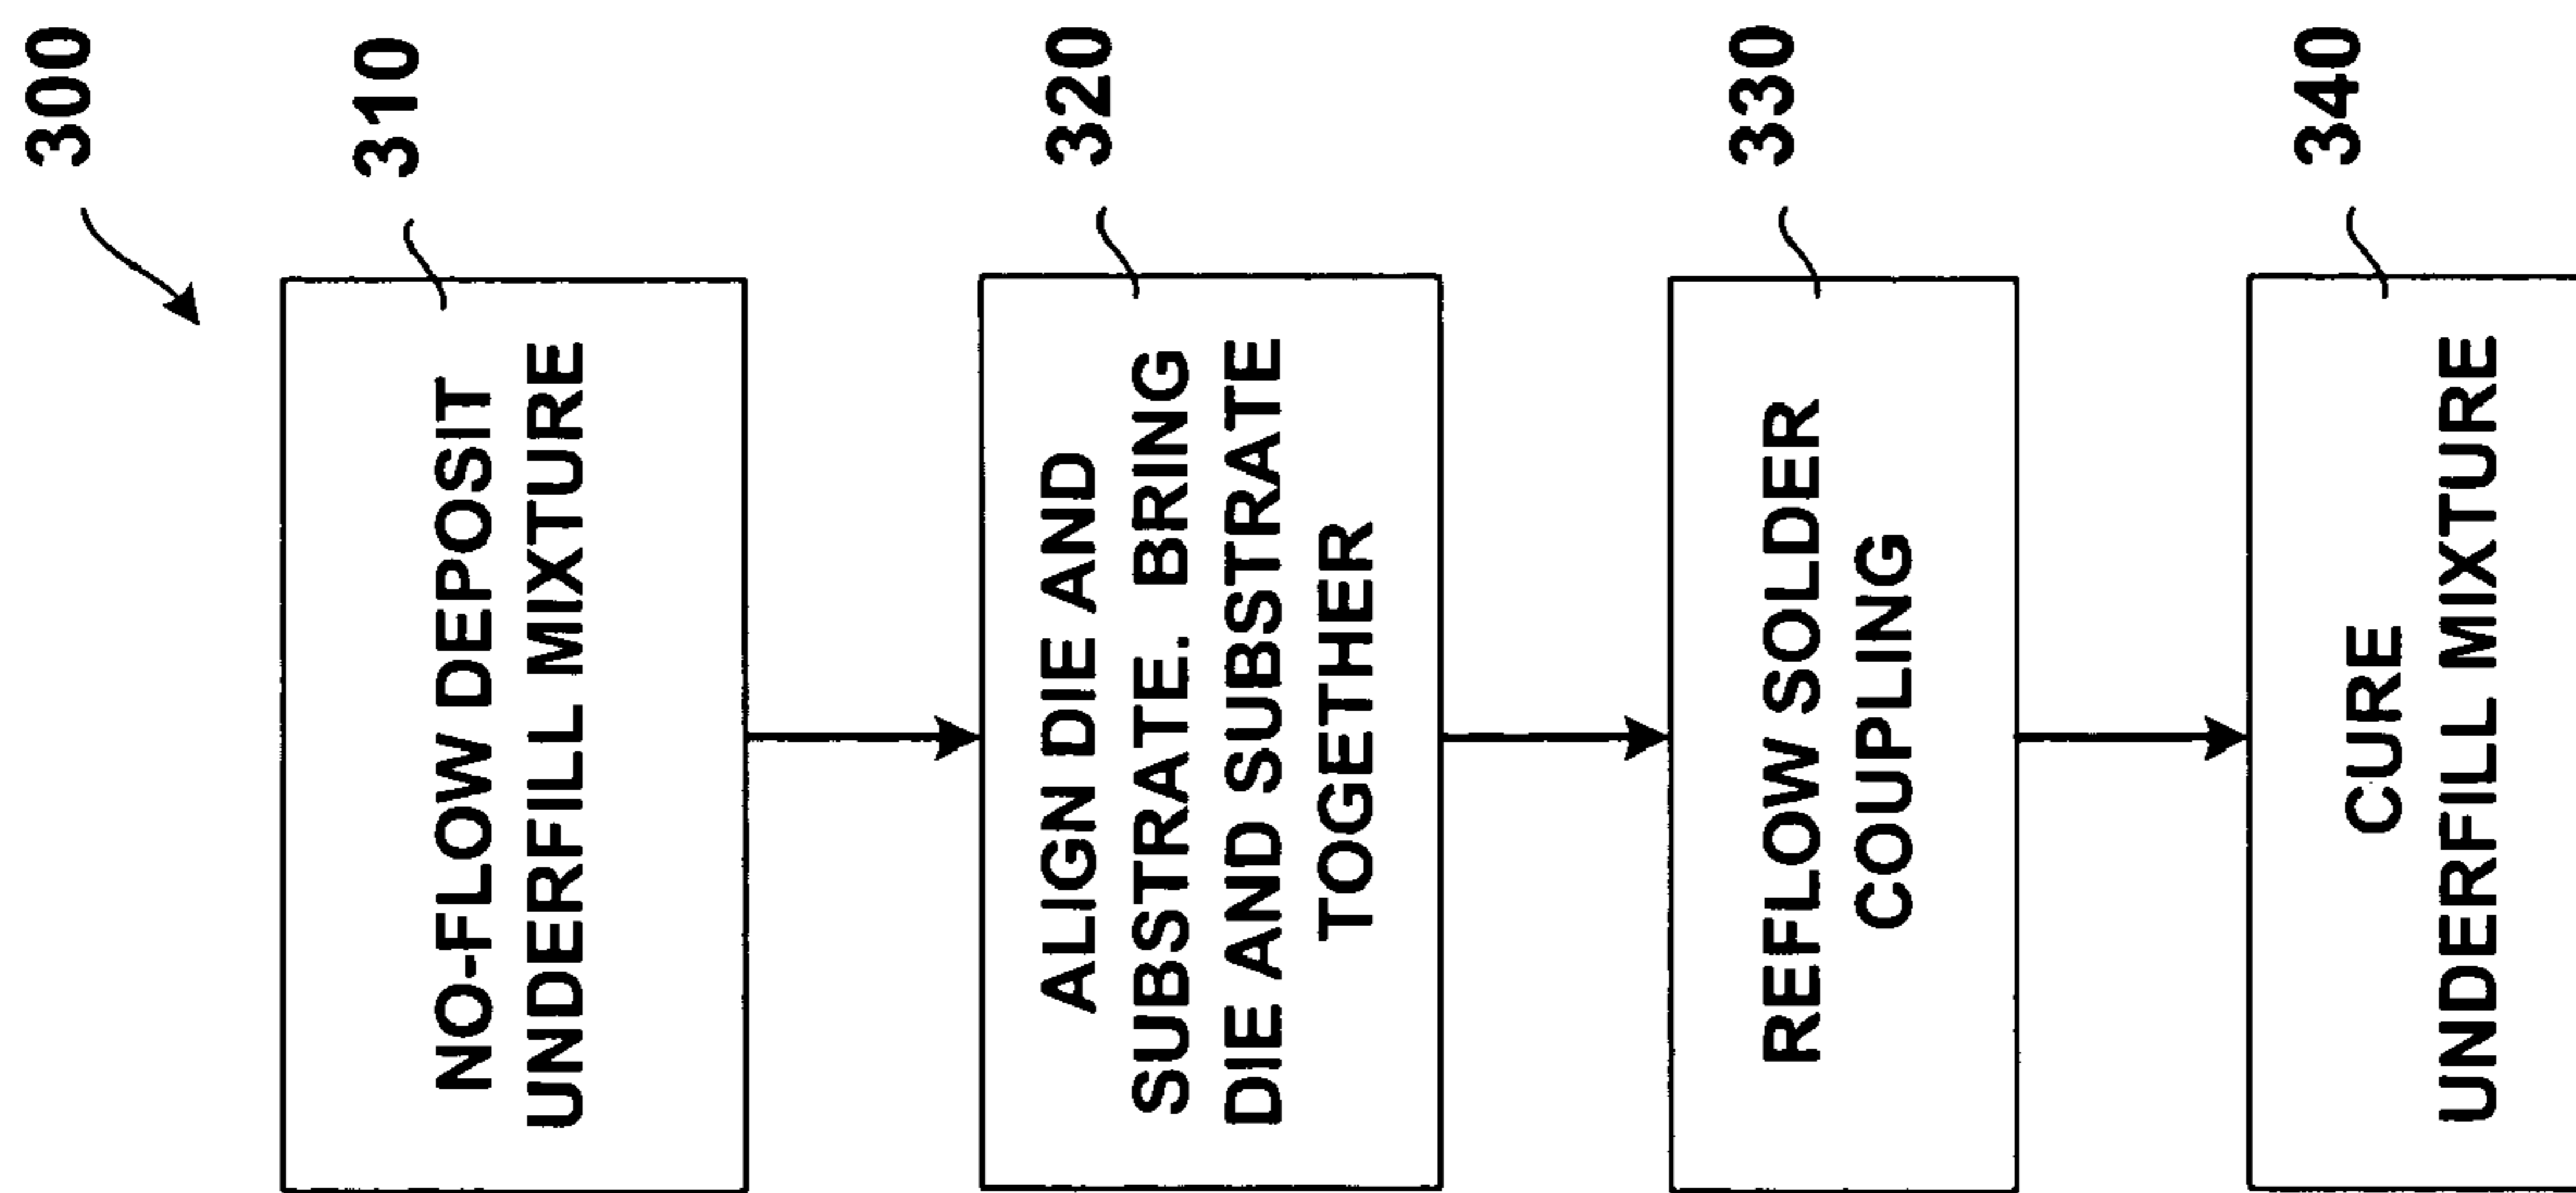 300
310
NO-FLOW DEPOSIT
UNDERFILL MIXTURE
320
ALIGN DIE AND
SUBSTRATE. BRING
DIE AND SUBSTRATE
TOGETHER
330
REFLOW SOLDER
COUPLING
340
CURE
UNDERFILL MIXTURE